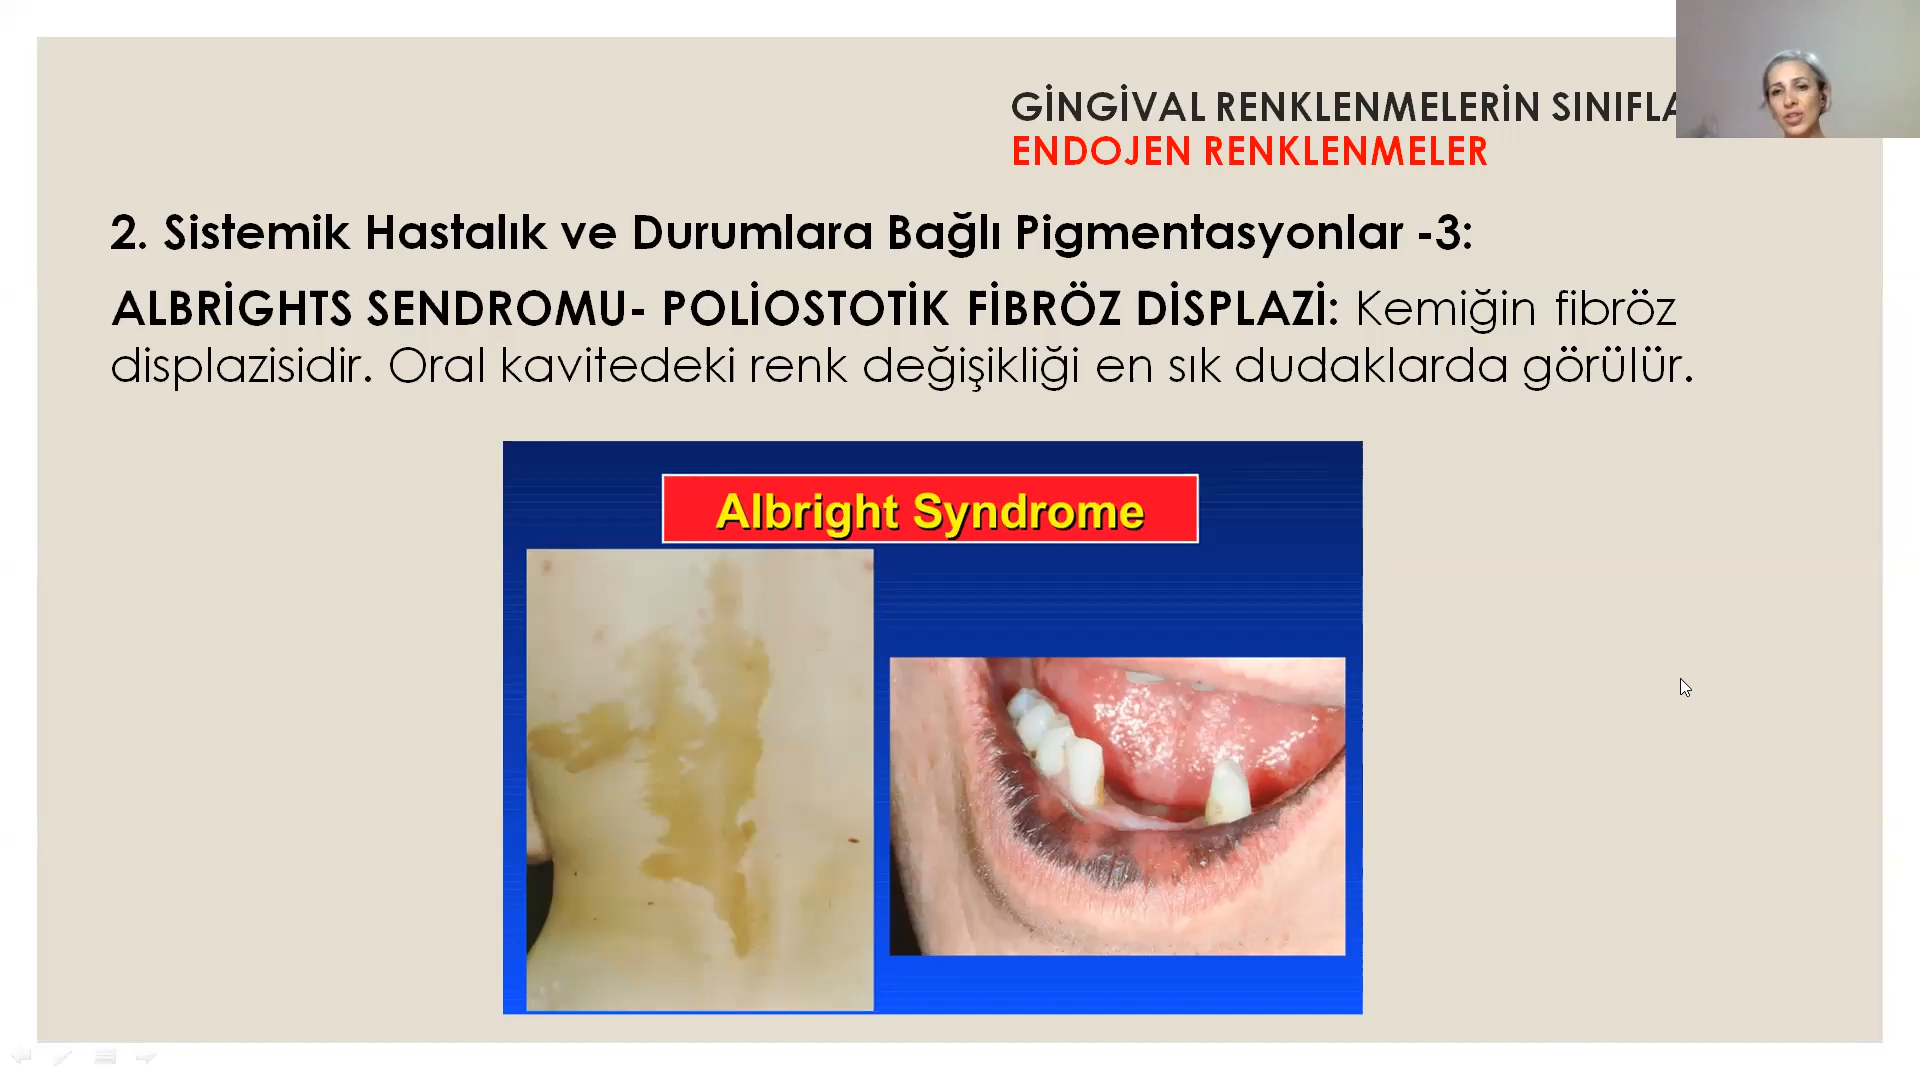 GİNGİVAL RENKLENMELERİN
ENDOJEN RENKLENMELER
2. Sistemik Hastalık ve Durumlara Bağlı Pigmentasyonlar -3:
ALBRİGHTS SENDROMU- POLİOSTOTİK FİBRÖZ DİSPLAZİ: Kemiğin fibröz
displazisidir. Oral kavitedeki renk değişikliği en sık dudaklarda görülür.
Albright Syndrome